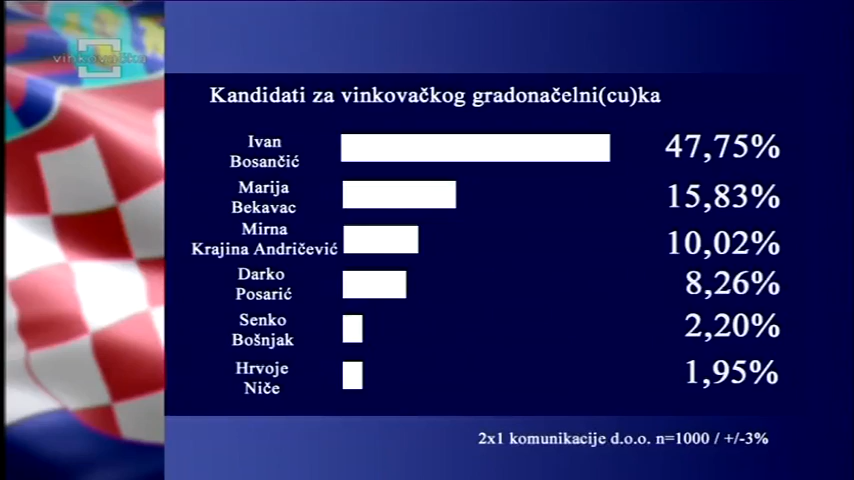 vinkovačka
Kandidati za vinkovačkog gradonačelni(cu)ka
Ivan
Bosančić
47,75%
Marija
Bekavac
15,83%
Mirna
Krajina Andričević
10,02%
Darko
Posarić
8,26%
Senko
Bošnjak
2,20%
Hrvoje
Niče
1,95%
2x1 komunikacije d.o.o. n=1000 / +/-3%